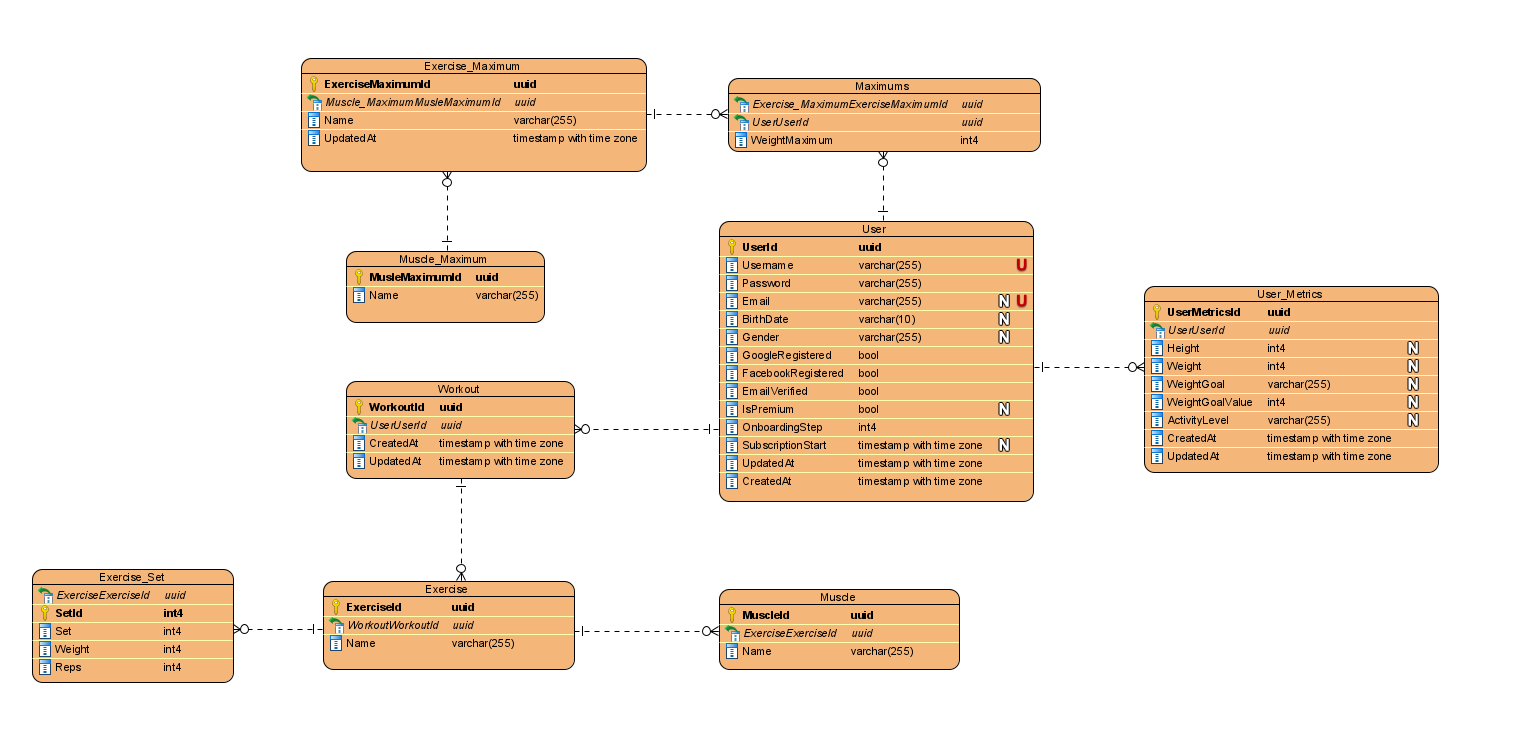 Exercise_Maximum
ExerciseMaximumId uuid
Muscle_MaximumMusleMaximumId uuid
Name varchar(255)
UpdatedAt timestamp with time zone
Maximums
Exercise_MaximumExerciseMaximumId uuid
UserUserId uuid
WeightMaximum int4
Muscle_Maximum
MusleMaximumId uuid
Name varchar(255)
User
UserId uuid
Username varchar(255) U
Password varchar(255)
Email varchar(255) N U
BirthDate varchar(10) N
Gender varchar(255) N
GoogleRegistered bool
FacebookRegistered bool
EmailVerified bool
IsPremium bool N
OnboardingStep int4
SubscriptionStart timestamp with time zone N
UpdatedAt timestamp with time zone
CreatedAt timestamp with time zone
User_Metrics
UserMetricsId uuid
UserUserId uuid
Height int4 N
Weight int4 N
WeightGoal varchar(255) N
WeightGoalValue int4 N
ActivityLevel varchar(255) N
CreatedAt timestamp with time zone
UpdatedAt timestamp with time zone
Workout
WorkoutId uuid
UserUserId uuid
CreatedAt timestamp with time zone
UpdatedAt timestamp with time zone
Exercise_Set
ExerciseExerciseId uuid
SetId int4
Set int4
Weight int4
Reps int4
Exercise
ExerciseId uuid
WorkoutWorkoutId uuid
Name varchar(255)
Muscle
MuscleId uuid
ExerciseExerciseId uuid
Name varchar(255)